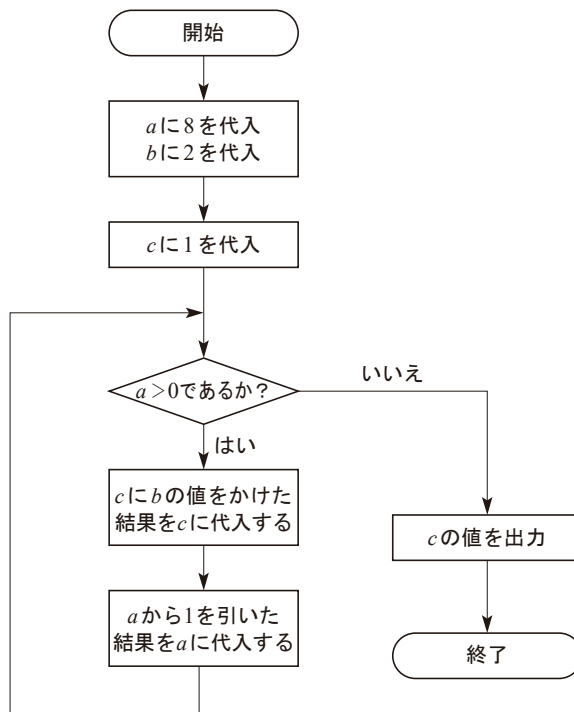 開始
aに8を代入
bに2を代入
cに1を代入
a>0であるか？
いいえ
はい
cにbの値をかけた
結果をcに代入する
cの値を出力
aから1を引いた
結果をaに代入する
終了